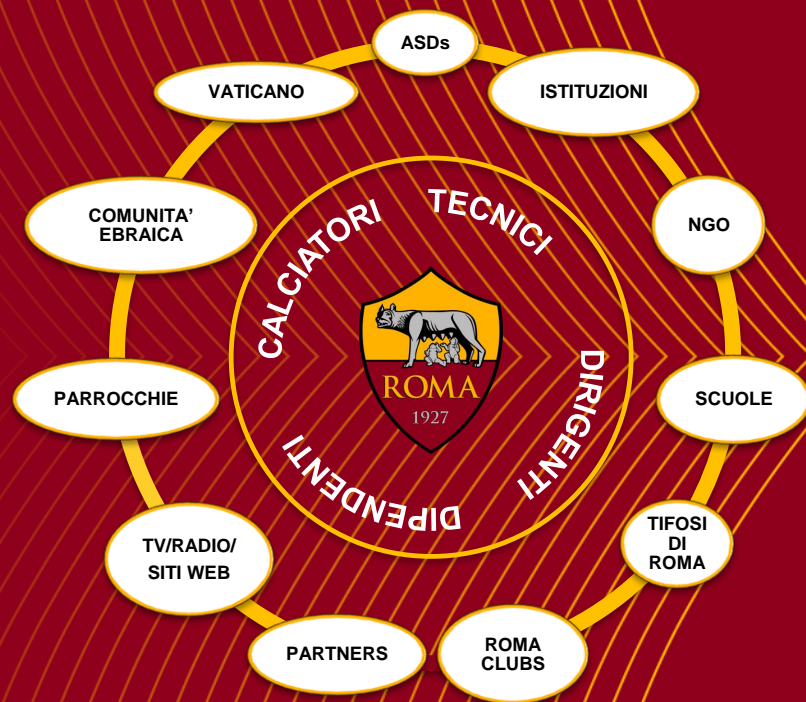 ASDs
ISTITUZIONI
NGO
SCUOLE
TIFOSI
DI
ROMA
ROMA
CLUBS
PARTNERS
TV/RADIO/
SITI WEB
PARROCCHIE
COMUNITA’
EBRAICA
VATICANO
CALCIATORI
TECNICI
DIRIGENTI
DIPENDENTI
ROMA
1927